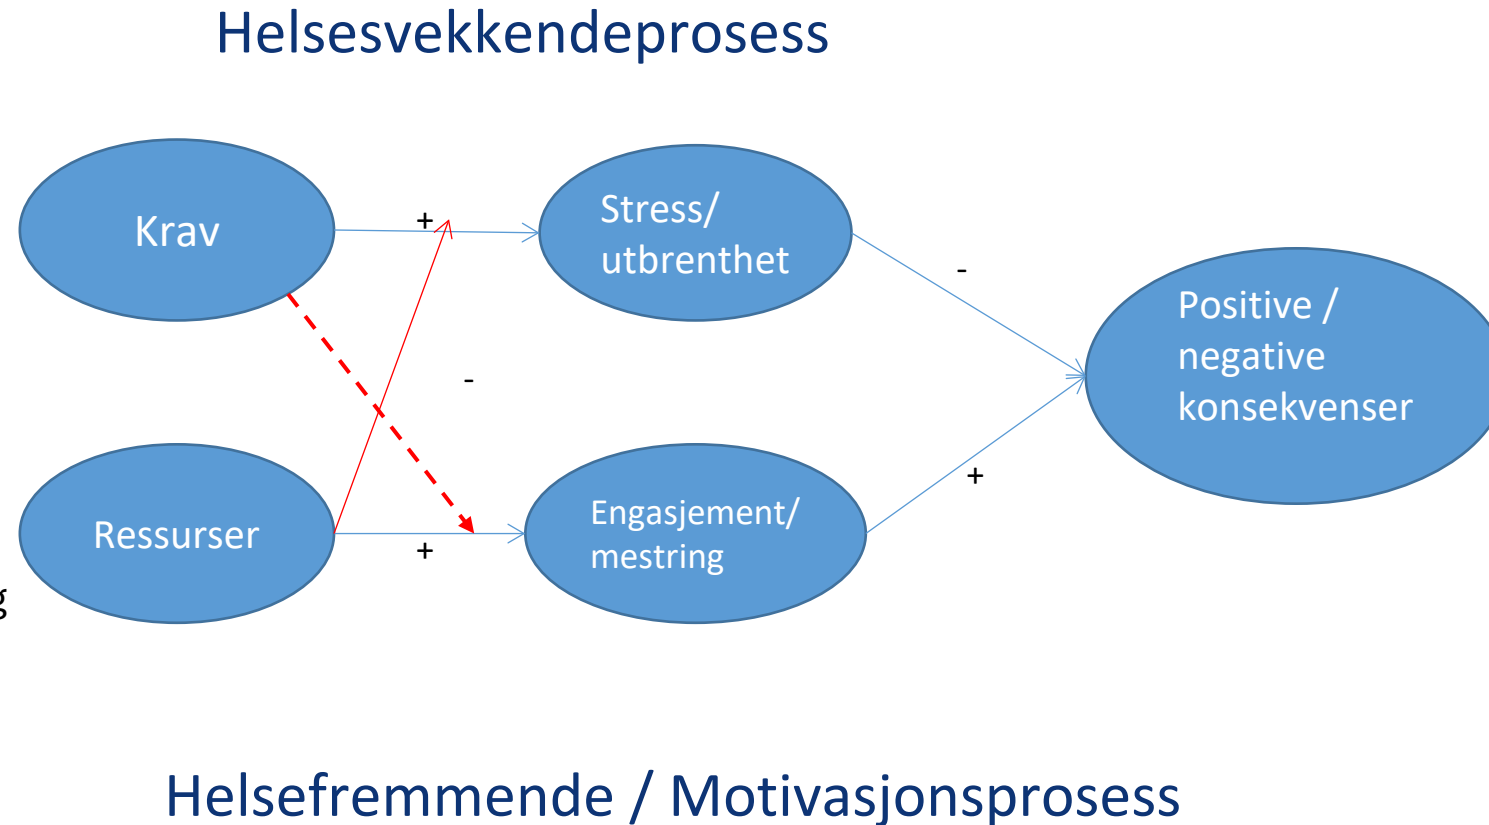 Helsesvekkendeprosess
Krav
+
Stress/
utbrenthet
-
Positive /
negative
konsekvenser
-
Ressurser
+
Engasjement/
mestring
+
g
Helsefremmende / Motivasjonsprosess